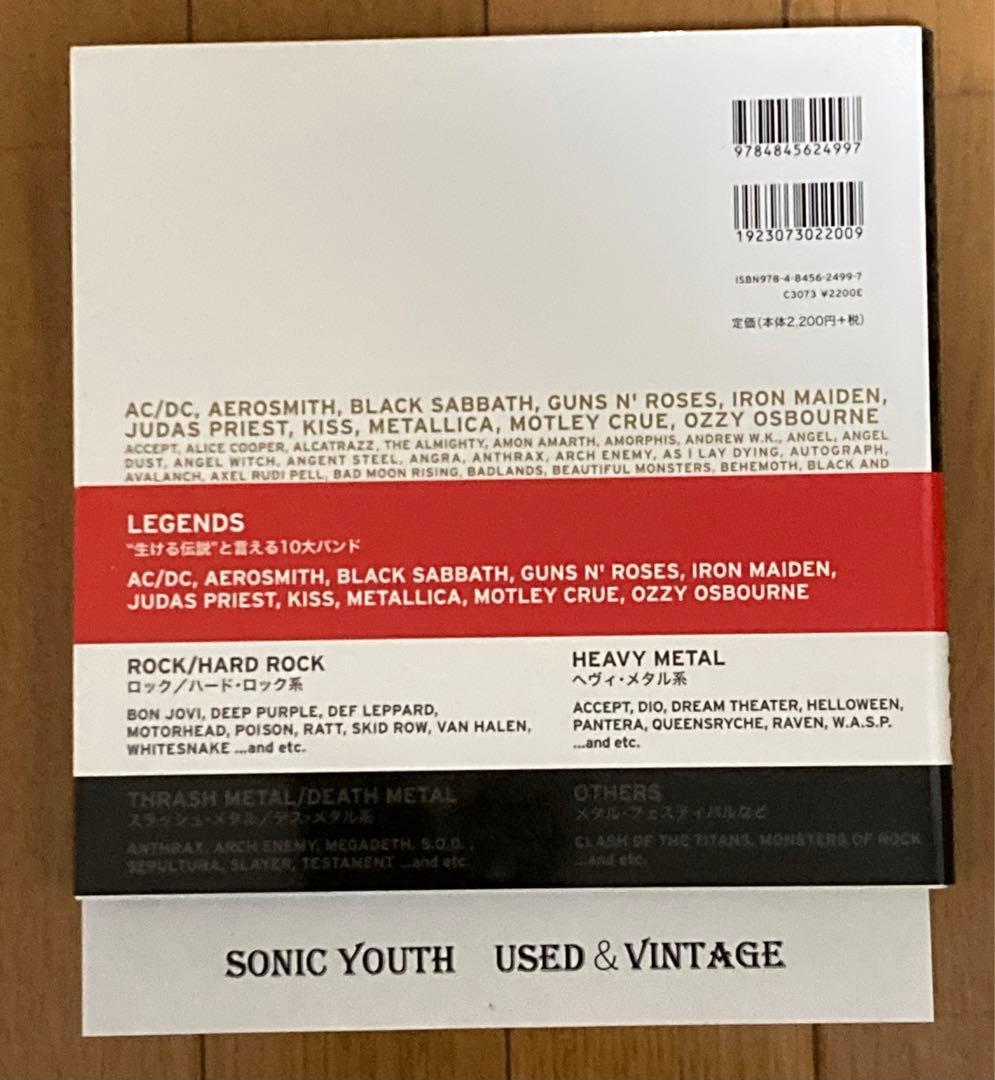 9784845624997
1923073022009
ISBN978-4-8456-2499-7
C3073 ¥2200E
定価(本体2,200円+税)
AC/DC, AEROSMITH, BLACK SABBATH, GUNS N' ROSES, IRON MAIDEN,
JUDAS PRIEST, KISS, METALLICA, MOTLEY CRUE, OZZY OSBOURNE
ACCEPT, ALICE COOPER, ALCATRAZZ, THE ALMIGHTY, AMON AMARTH, AMORPHIS, ANDREW W.K., ANGEL, ANGEL
DUST, ANGEL WITCH, ANGENT STEEL, ANGRA, ANTHRAX, ARCH ENEMY, AS I LAY DYING, AUTOGRAPH,
AVALANCH, AXEL RUDI PELL, BAD MOON RISING, BADLANDS, BEAUTIFUL MONSTERS, BEHEMOTH, BLACK AND
LEGENDS
"生ける伝説"と言える10大バンド
AC/DC, AEROSMITH, BLACK SABBATH, GUNS N' ROSES, IRON MAIDEN,
JUDAS PRIEST, KISS, METALLICA, MOTLEY CRUE, OZZY OSBOURNE
ROCK/HARD ROCK
ロック/ハード・ロック系
BON JOVI, DEEP PURPLE, DEF LEPPARD,
MOTORHEAD, POISON, RATT, SKID ROW, VAN HALEN,
WHITESNAKE ...and etc.
HEAVY METAL
ヘヴィ・メタル系
ACCEPT, DIO, DREAM THEATER, HELLOWEEN,
PANTERA, QUEENSRYCHE, RAVEN, W.A.S.P.
...and etc.
THRASH METAL/DEATH METAL
スラッシュ・メタル/デス・メタル系
ANTHRAX, ARCH ENEMY, MEGADETH, S.O.D.,
SEPULTURA, SLAYER, TESTAMENT ...and etc.
OTHERS
メタル・フェスティバルなど
CLASH OF THE TITANS, MONSTERS OF ROCK
...and etc.
SONIC YOUTH USED & VINTAGE